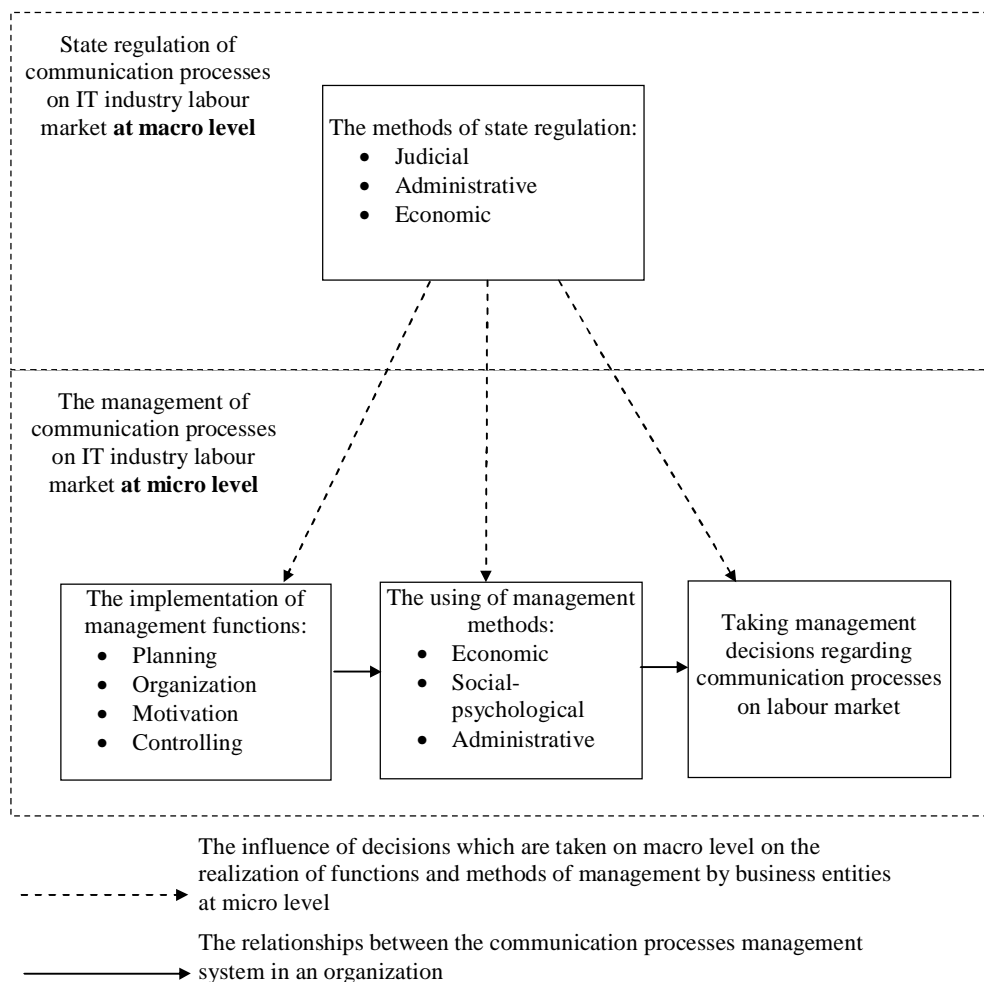 State regulation of
communication processes
on IT industry labour
market at macro level
The methods of state regulation:
• Judicial
• Administrative
• Economic
The management of
communication processes
on IT industry labour
market at micro level
The implementation of
management functions:
• Planning
• Organization
• Motivation
• Controlling
The using of management
methods:
• Economic
• Social-
psychological
• Administrative
Taking management
decisions regarding
communication processes
on labour market
The influence of decisions which are taken on macro level on the
realization of functions and methods of management by business entities
at micro level
The relationships between the communication processes management
system in an organization